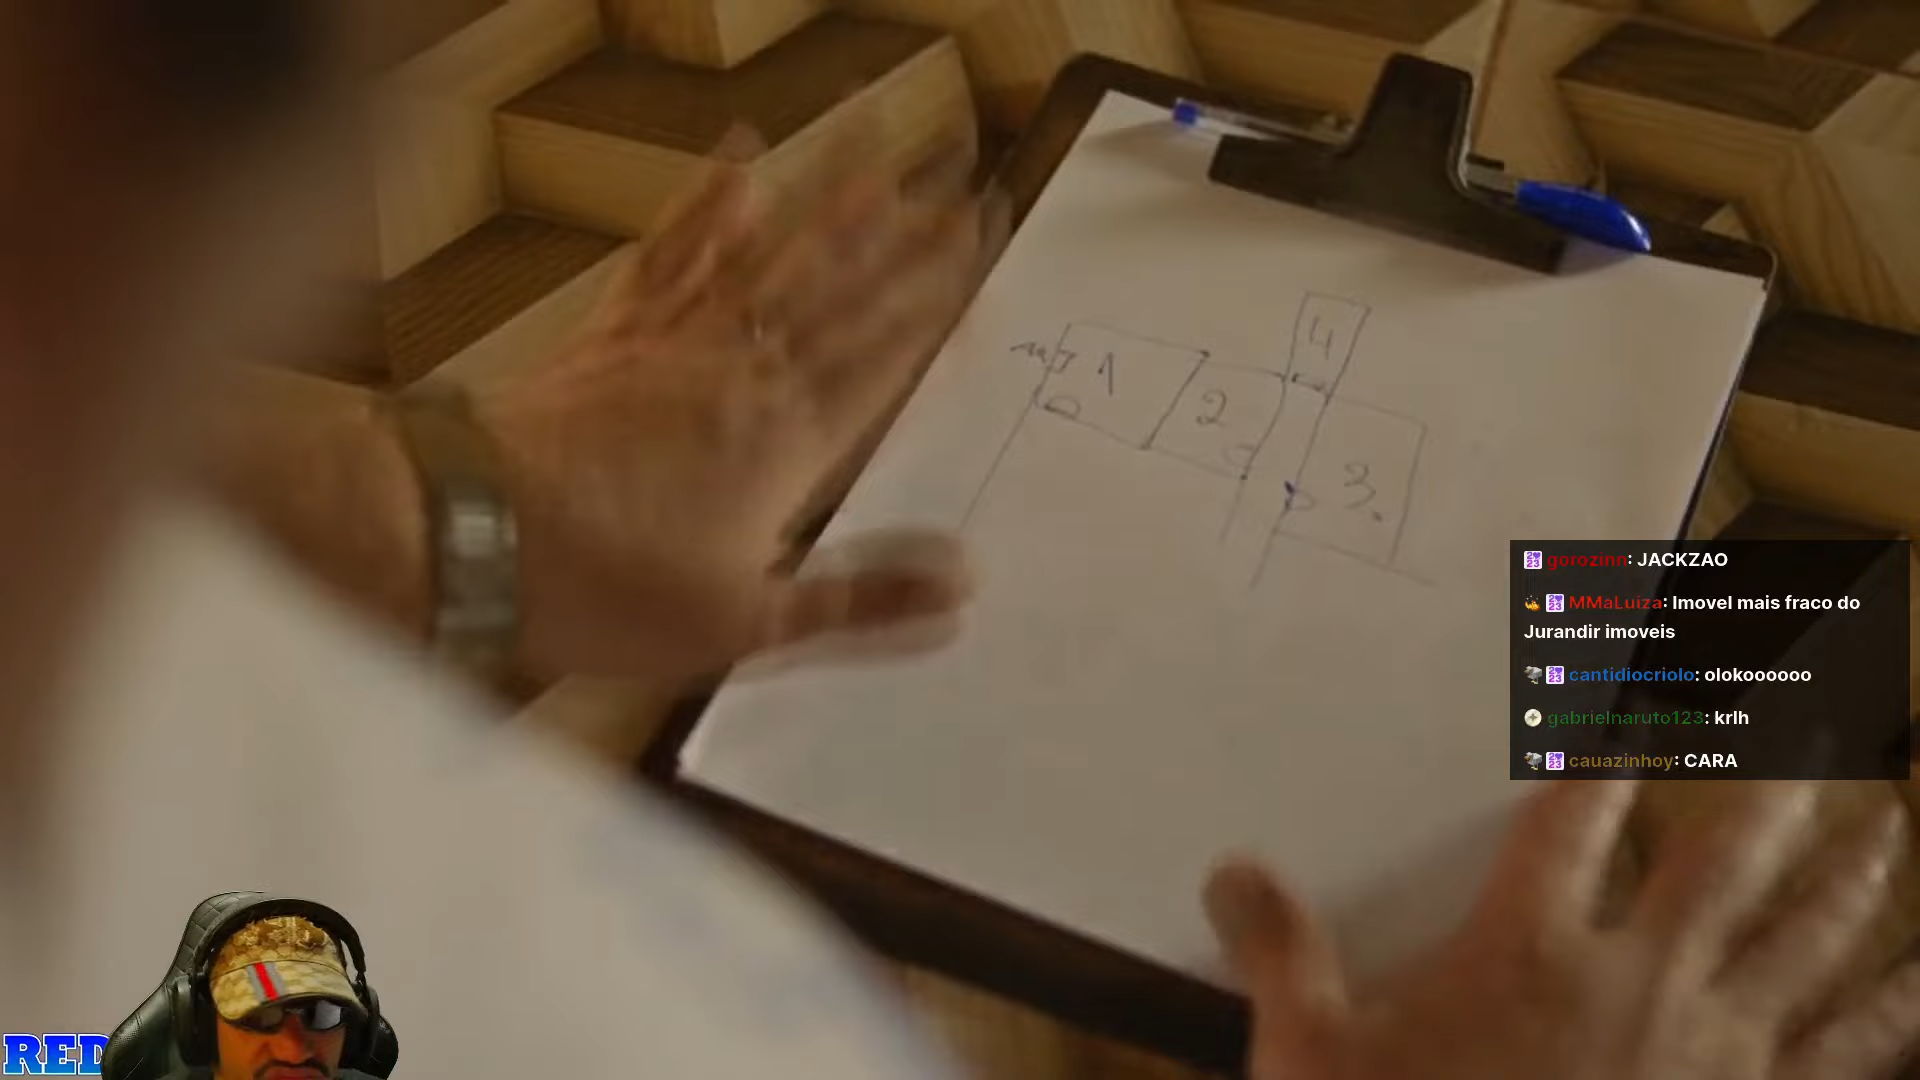 4
1
2
3.
gorozinn: JACKZAO
MMaLuiza: Imovel mais fraco do
Jurandir imoveis
cantidiocriolo: olokoooooo
gabrielnaruto123: krlh
cauazinhoy: CARA
RED